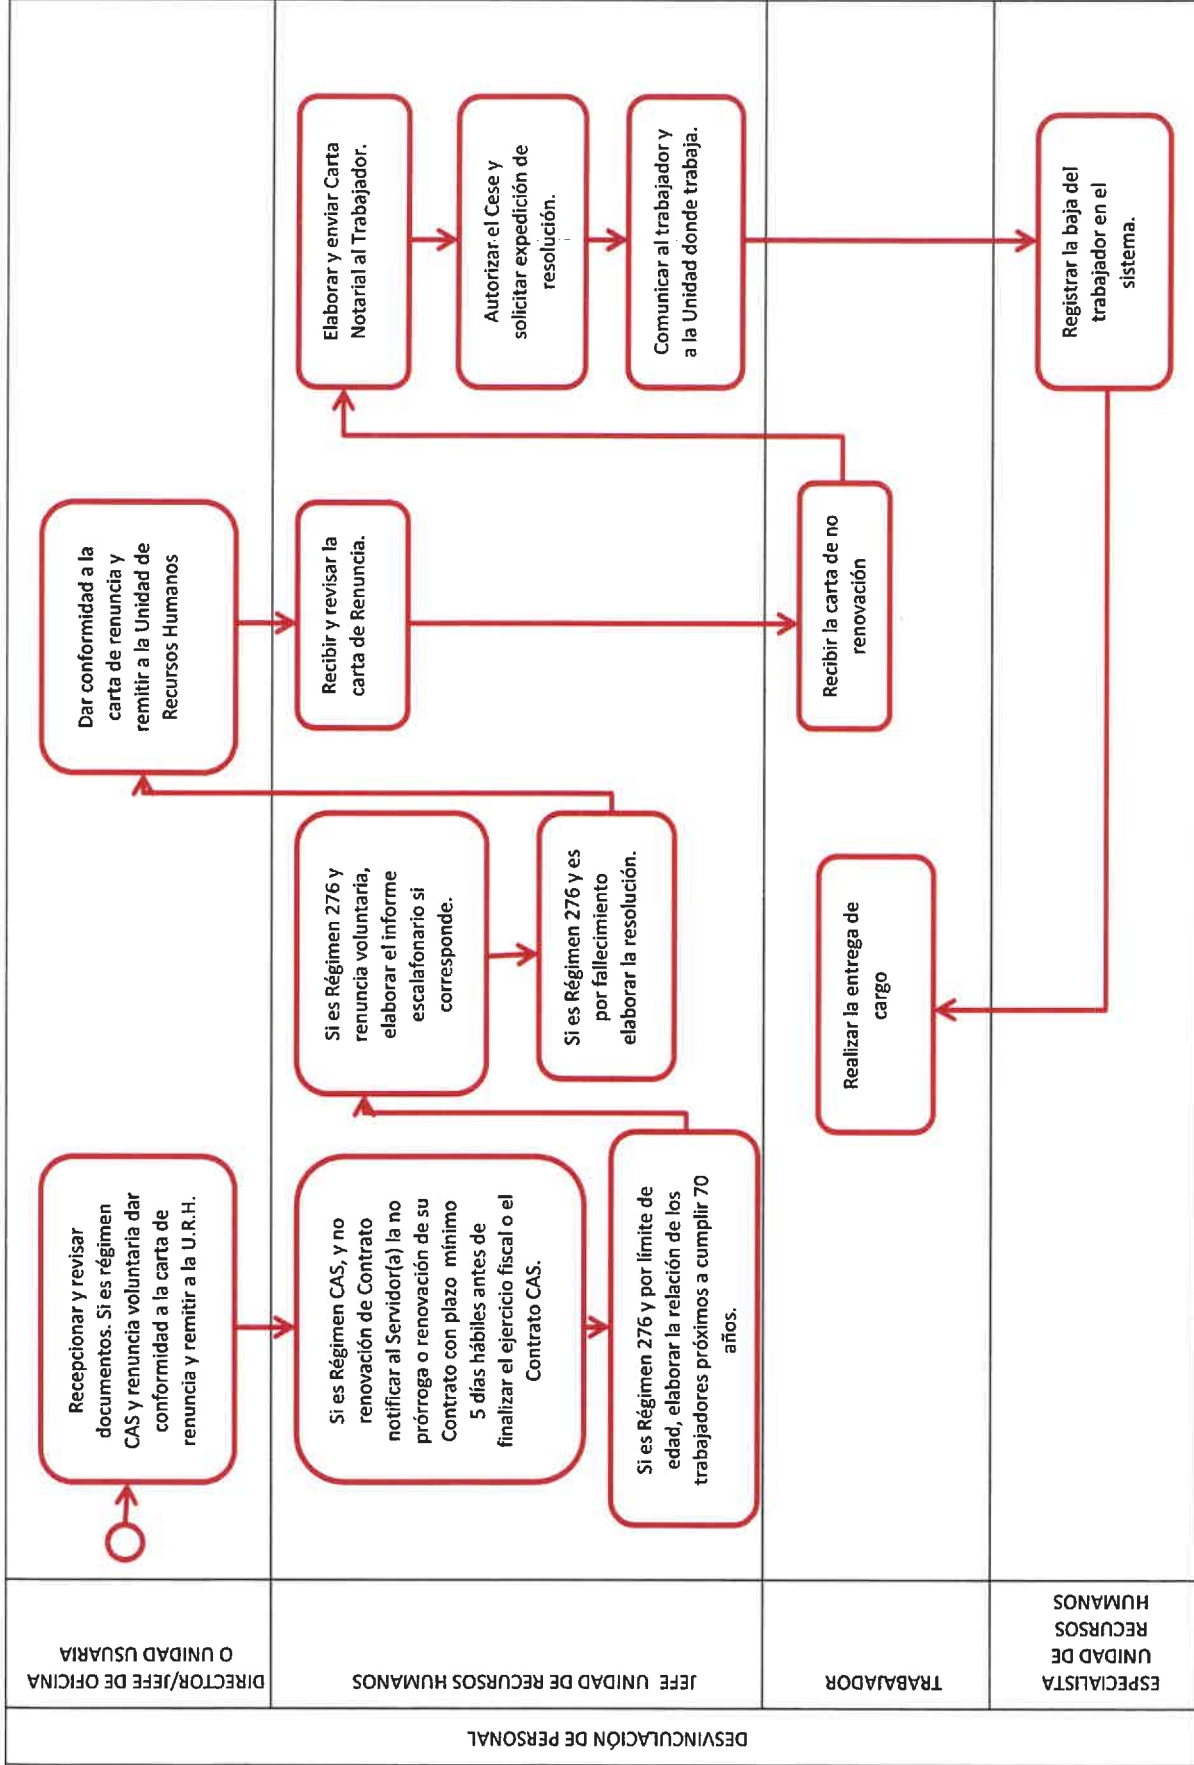 DESVINCULACIÓN DE PERSONAL
DIRECTOR/JEFE DE OFICINA
O UNIDAD USUARIA
Recepcionar y revisar
documentos. Si es régimen
CAS y renuncia voluntaria dar
conformidad a la carta de
renuncia y remitir a la U.R.H.
Dar conformidad a la
carta de renuncia y
remitir a la Unidad de
Recursos Humanos
JEFE UNIDAD DE RECURSOS HUMANOS
Si es Régimen CAS, y no
renovación de Contrato
notificar al Servidor(a) la no
prórroga o renovación de su
Contrato con plazo mínimo
5 días hábiles antes de
finalizar el ejercicio fiscal o el
Contrato CAS.
Si es Régimen 276 y por límite de
edad, elaborar la relación de los
trabajadores próximos a cumplir 70
años.
Si es Régimen 276 y
renuncia voluntaria,
elaborar el informe
escalafonario si
corresponde.
Si es Régimen 276 y es
por fallecimiento
elaborar la resolución.
Recibir y revisar la
carta de Renuncia.
Elaborar y enviar Carta
Notarial al Trabajador.
Autorizar el Cese y
solicitar expedición de
resolución.
Comunicar al trabajador y
a la Unidad donde trabaja.
TRABAJADOR
Realizar la entrega de
cargo
Recibir la carta de no
renovación
ESPECIALISTA
UNIDAD DE
RECURSOS
HUMANOS
Registrar la baja del
trabajador en el
sistema.